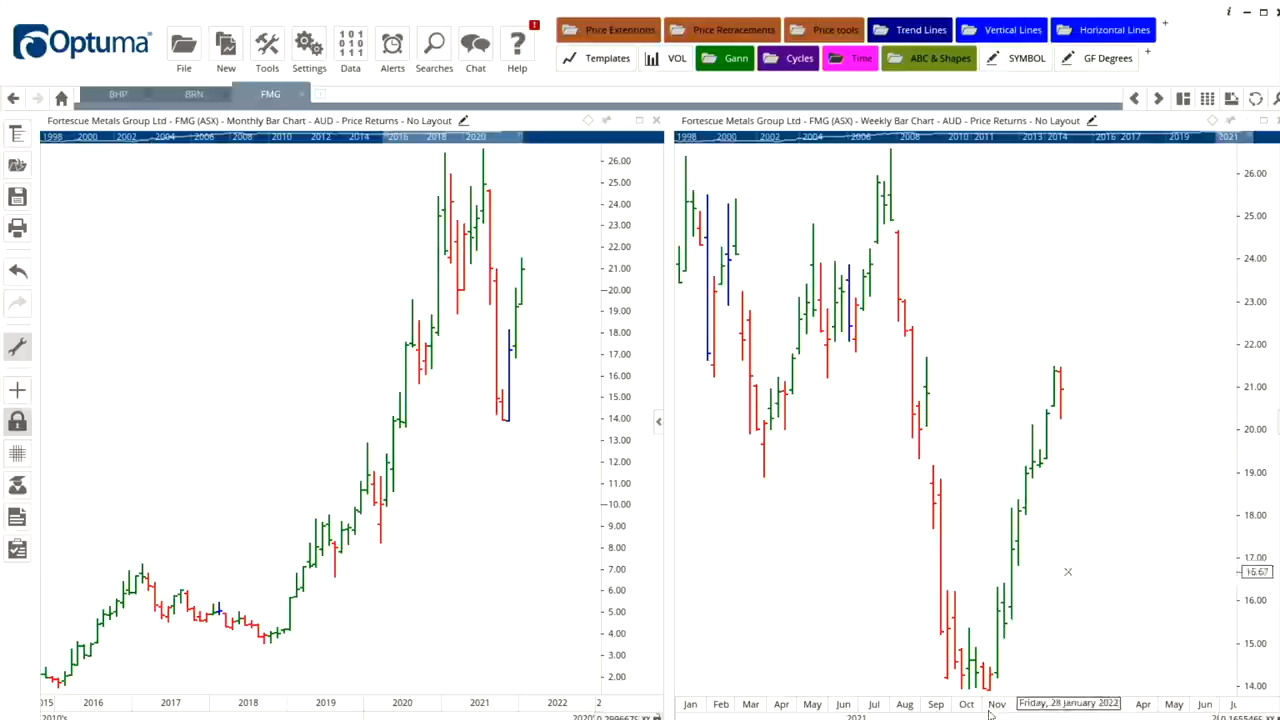 Optuma
File
New
Tools
Settings
Data
Alerts
Searches
Chat
Help
Price Extensions
Price Retracements
Price tools
Trend Lines
Vertical Lines
Horizontal Lines
Templates
VOL
Gann
Cycles
Time
ABC & Shapes
SYMBOL
GF Degrees
BHP
BRN
FMG
Fortescue Metals Group Ltd - FMG (ASX) - Monthly Bar Chart - AUD - Price Returns - No Layout
1998 2000 2002 2004 2006 2008 2010 2012 2014 2016 2018 2020
26.00
25.00
24.00
23.00
22.00
21.00
20.00
19.00
18.00
17.00
16.00
15.00
14.00
13.00
12.00
11.00
10.00
9.00
8.00
7.00
6.00
5.00
4.00
3.00
2.00
015 2016 2017 2018 2019 2020 2021 2022 2
2010's
Fortescue Metals Group Ltd - FMG (ASX) - Weekly Bar Chart - AUD - Price Returns - No Layout
1998 2000 2002 2004 2006 2008 2010 2011 2013 2014 2016 2017 2019 2021
26.00
25.00
24.00
23.00
22.00
21.00
20.00
19.00
18.00
17.00
16.67
16.00
15.00
14.00
Jan Feb Mar Apr May Jun Jul Aug Sep Oct Nov Friday, 28 January 2022 Apr May Jun
2021